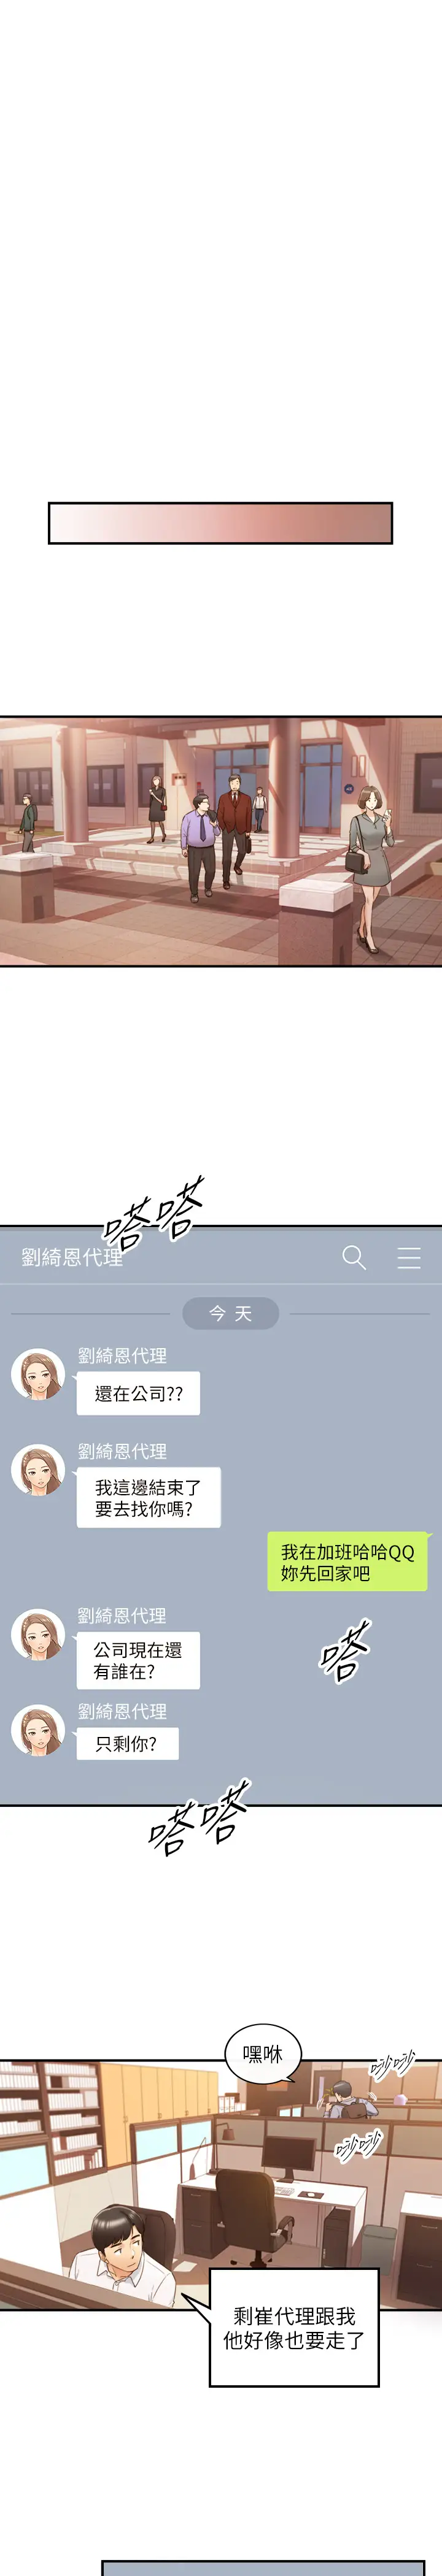 嗒嗒
劉綺恩代理
今天
劉綺恩代理
還在公司??
劉綺恩代理
我這邊結束了
要去找你嗎?
我在加班哈哈QQ
妳先回家吧
劉綺恩代理
公司現在還
有誰在?
嗒
劉綺恩代理
只剩你?
嗒嗒
嘿咻
唦唦
唦唦
剩崔代理跟我
他好像也要走了